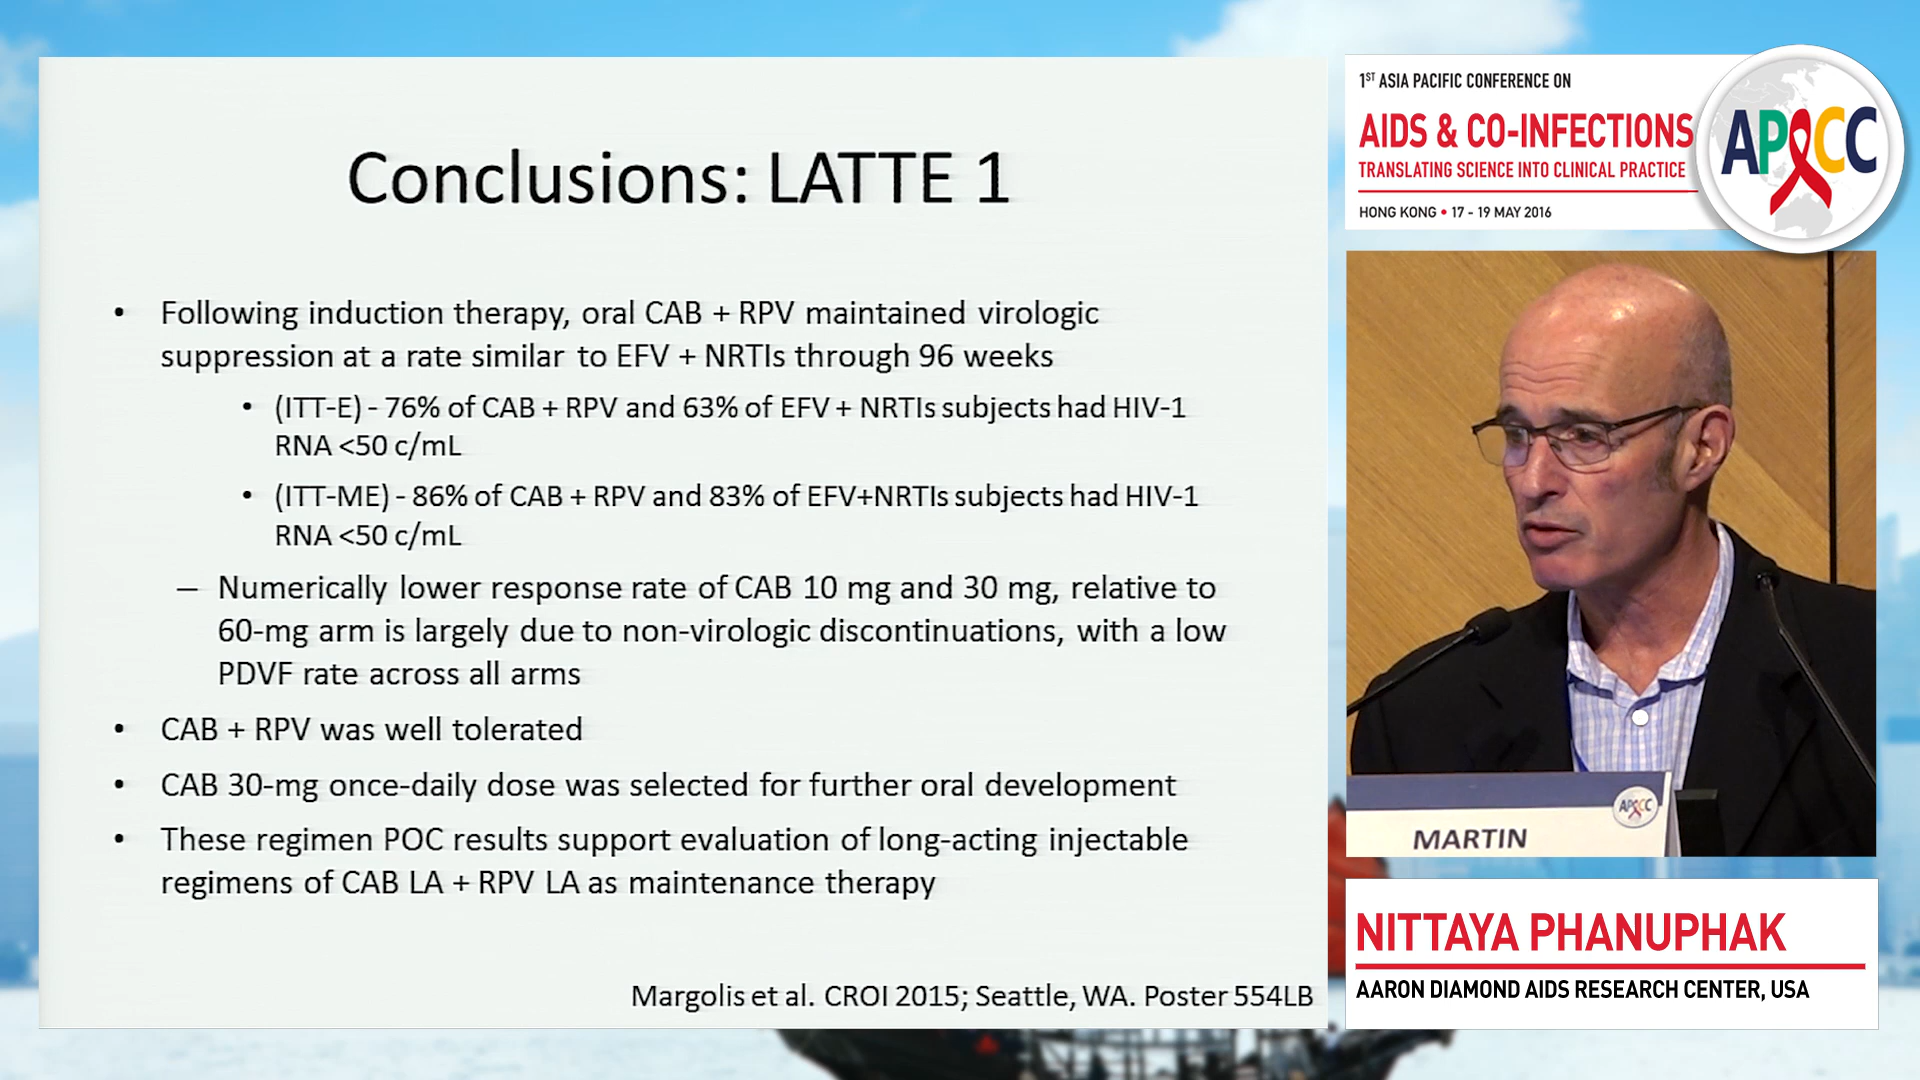 Conclusions: LATTE 1
• Following induction therapy, oral CAB + RPV maintained virologic
suppression at a rate similar to EFV + NRTIs through 96 weeks
• (ITT-E) - 76% of CAB + RPV and 63% of EFV + NRTIs subjects had HIV-1
RNA <50 c/mL
• (ITT-ME) - 86% of CAB + RPV and 83% of EFV+NRTIs subjects had HIV-1
RNA <50 c/mL
– Numerically lower response rate of CAB 10 mg and 30 mg, relative to
60-mg arm is largely due to non-virologic discontinuations, with a low
PDVF rate across all arms
• CAB + RPV was well tolerated
• CAB 30-mg once-daily dose was selected for further oral development
• These regimen POC results support evaluation of long-acting injectable
regimens of CAB LA + RPV LA as maintenance therapy
Margolis et al. CROI 2015; Seattle, WA. Poster 554LB
1ST ASIA PACIFIC CONFERENCE ON
AIDS & CO-INFECTIONS
TRANSLATING SCIENCE INTO CLINICAL PRACTICE
HONG KONG • 17 - 19 MAY 2016
APACC
APACC
MARTIN
NITTAYA PHANUPHAK
AARON DIAMOND AIDS RESEARCH CENTER, USA